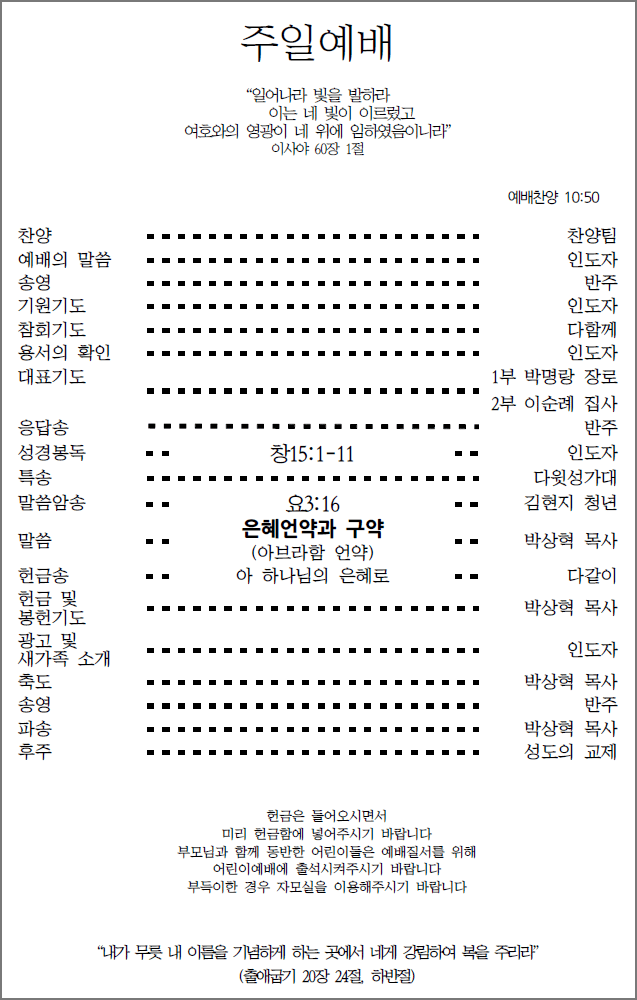 주일예배
“일어나라 빛을 발하라
이는 네 빛이 이르렀고
여호와의 영광이 네 위에 임하였음이니라”
이사야 60장 1절
예배찬양 10:50
찬양 찬양팀
예배의 말씀 인도자
송영 반주
기원기도 인도자
참회기도 다함께
용서의 확인 인도자
대표기도 1부 박명랑 장로
2부 이순례 집사
응답송 반주
성경봉독 창15:1-11 인도자
특송 다윗성가대
말씀암송 요3:16 김현지 청년
은혜언약과 구약
말씀 박상혁 목사
(아브라함 언약)
헌금송 아 하나님의 은혜로 다같이
헌금 및
봉헌기도 박상혁 목사
광고 및
새가족 소개 인도자
축도 박상혁 목사
송영 반주
파송 박상혁 목사
후주 성도의 교제
헌금은 들어오시면서
미리 헌금함에 넣어주시기 바랍니다
부모님과 함께 동반한 어린이들은 예배질서를 위해
어린이예배에 출석시켜주시기 바랍니다
부득이한 경우 자모실을 이용해주시기 바랍니다
“내가 무릇 내 이름을 기념하게 하는 곳에서 네게 강림하여 복을 주리라”
(출애굽기 20장 24절, 하반절)